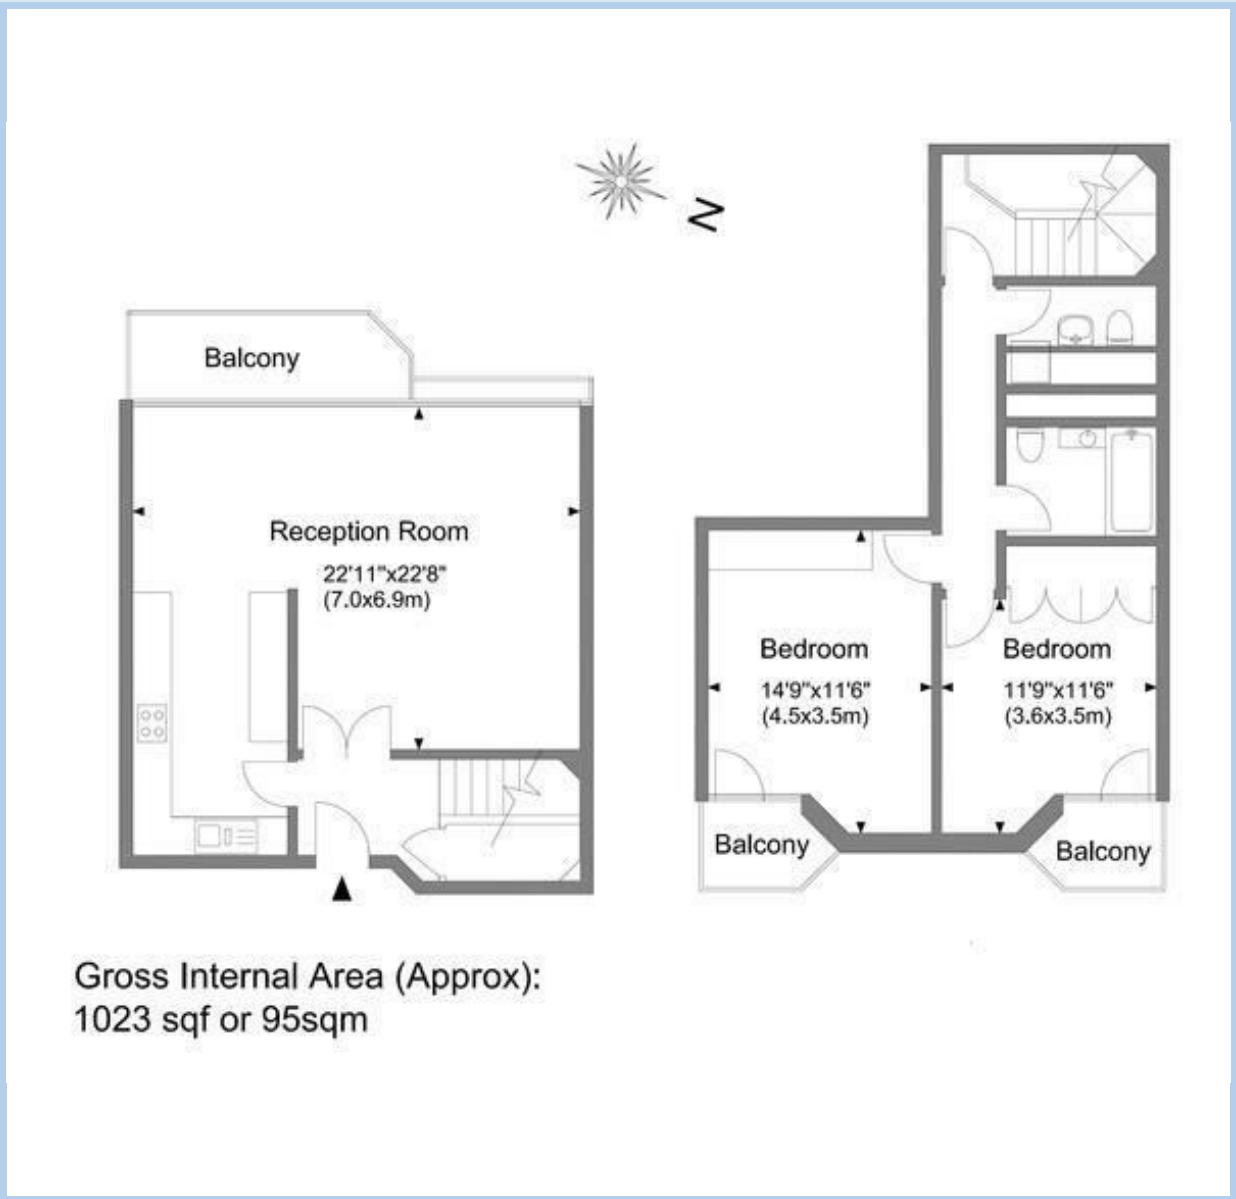 N
Balcony
Reception Room
22'11"x22'8"
(7.0x6.9m)
Bedroom
14'9"x11'6"
(4.5x3.5m)
Bedroom
11'9"x11'6"
(3.6x3.5m)
Balcony
Balcony
Gross Internal Area (Approx):
1023 sqf or 95sqm